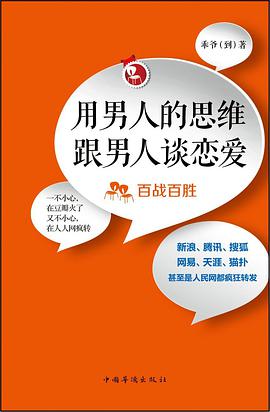 乖爷(到)著
用男人的思维
跟男人谈恋爱
百战百胜
一不小心,
在豆瓣火了
又不小心,
在人人网疯转
新浪、腾讯、搜狐
网易、天涯、猫扑
甚至是人民网都疯狂转发
中国华侨出版社